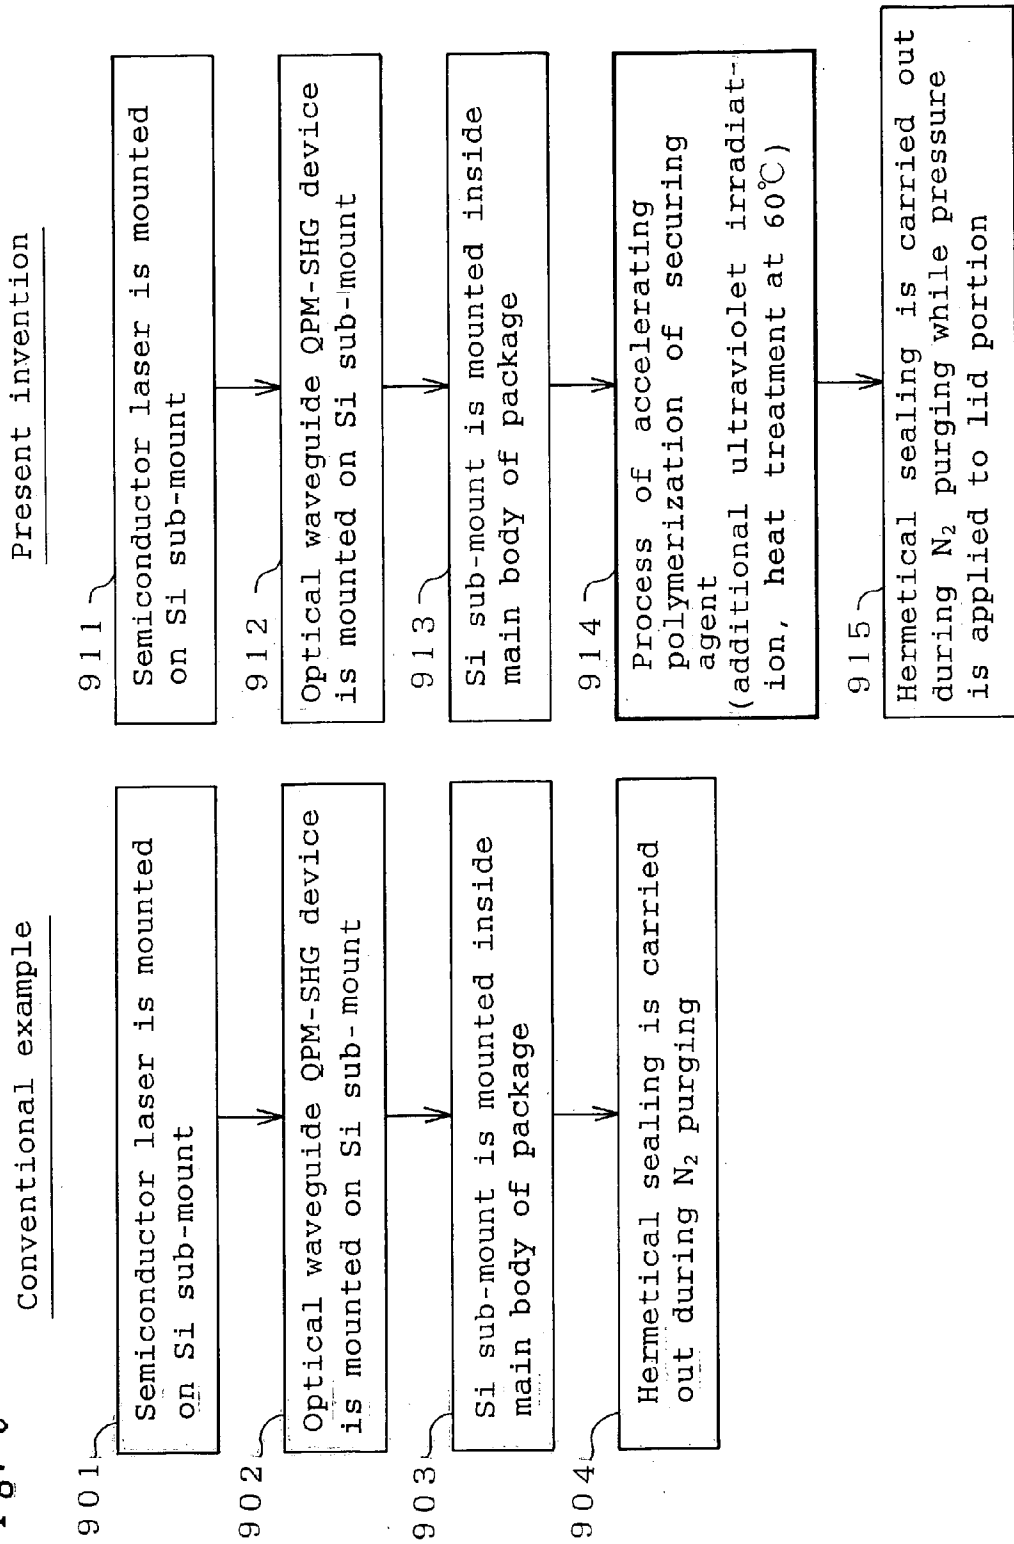 Conventional example
901
Semiconductor laser is mounted
on Si sub-mount
902
Optical waveguide QPM-SHG device
is mounted on Si sub-mount
903
Si sub-mount is mounted inside
main body of package
904
Hermetical sealing is carried
out during N₂ purging
Present invention
911
Semiconductor laser is mounted
on Si sub-mount
912
Optical waveguide QPM-SHG device
is mounted on Si sub-mount
913
Si sub-mount is mounted inside
main body of package
914
Process of accelerating
polymerization of securing
agent
(additional ultraviolet irradiat-
ion, heat treatment at 60℃)
915
Hermetical sealing is carried out
during N₂ purging while pressure
is applied to lid portion